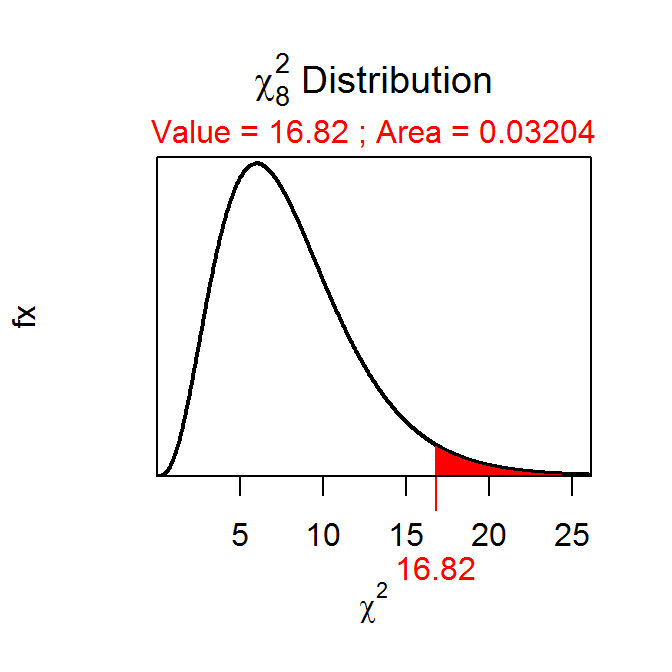 χ²₈ Distribution
Value = 16.82 ; Area = 0.03204
fx
5 10 15 20 25
16.82
χ²